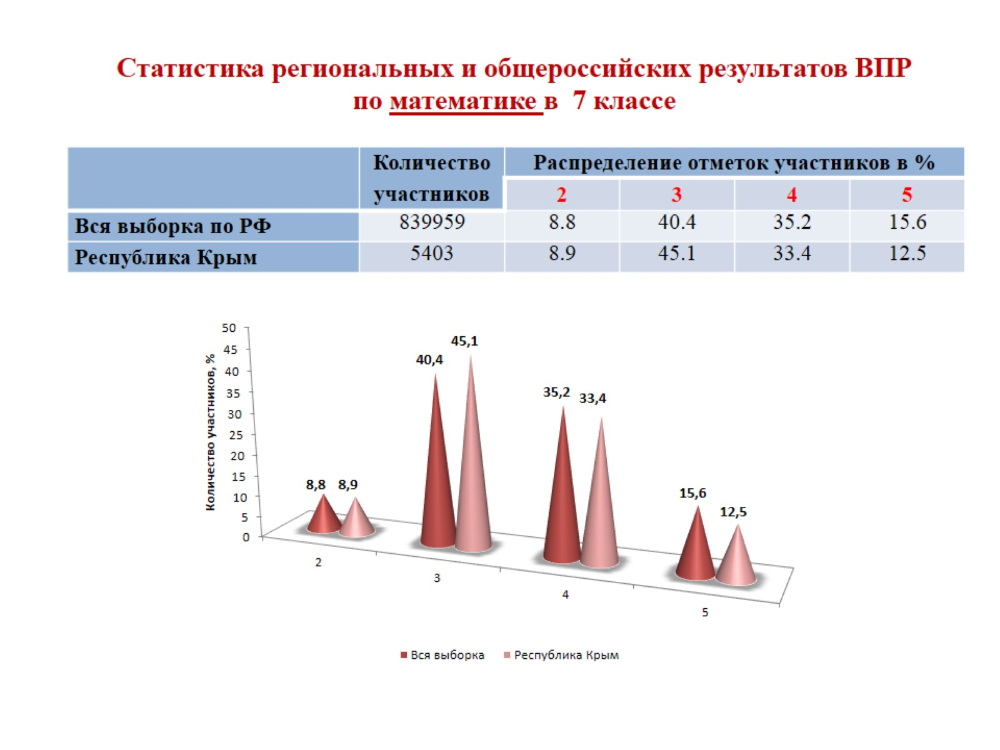 Статистика региональных и общероссийских результатов ВПР
по математике в 7 классе
Количество участников Распределение отметок участников в %
2 3 4 5
Вся выборка по РФ 839959 8.8 40.4 35.2 15.6
Республика Крым 5403 8.9 45.1 33.4 12.5
Количество участников, %
50
45
40
35
30
25
20
15
10
5
0
8,8 8,9
40,4 45,1
35,2 33,4
15,6 12,5
2
3
4
5
Вся выборка Республика Крым